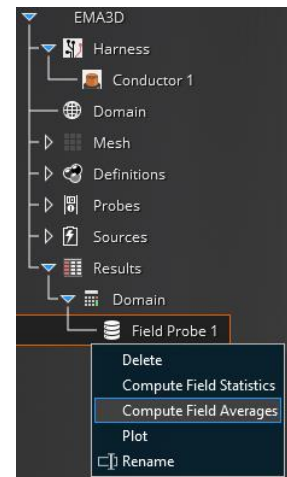 EMA3D
Harness
Conductor 1
Domain
Mesh
Definitions
Probes
Sources
Results
Domain
Field Probe 1
Delete
Compute Field Statistics
Compute Field Averages
Plot
Rename